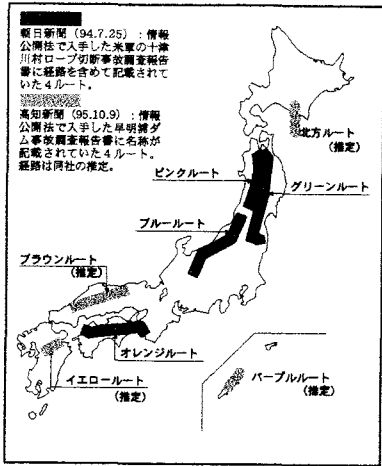 朝日新聞(94.7.25):情報
公開法で入手した米軍の十津
川村ロープ切断事故調査報告
書に経路を含めて記載されて
いた4ルート。
高知新聞(95.10.9):情報
公開法で入手した早明浦ダ
ム事故調査報告書に名称が
記載されていた4ルート。
経路は同社の推定。
北方ルート
(推定)
ピンクルート
グリーンルート
ブルールート
ブラウンルート
(推定)
オレンジルート
イエロールート
(推定)
パープルルート
(推定)